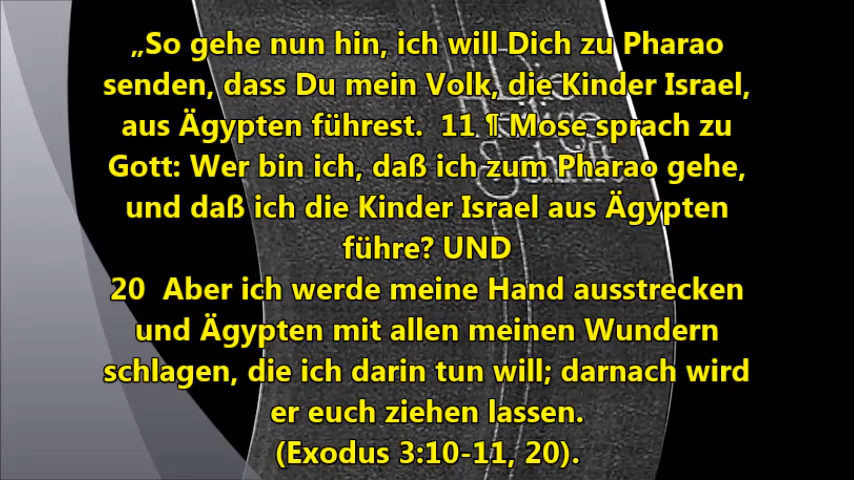 „So gehe nun hin, ich will Dich zu Pharao
senden, dass Du mein Volk, die Kinder Israel,
aus Ägypten führest.  11 ¶ Mose sprach zu
Gott: Wer bin ich, daß ich zum Pharao gehe,
und daß ich die Kinder Israel aus Ägypten
führe? UND
20  Aber ich werde meine Hand ausstrecken
und Ägypten mit allen meinen Wundern
schlagen, die ich darin tun will; darnach wird
er euch ziehen lassen.
(Exodus 3:10-11, 20).